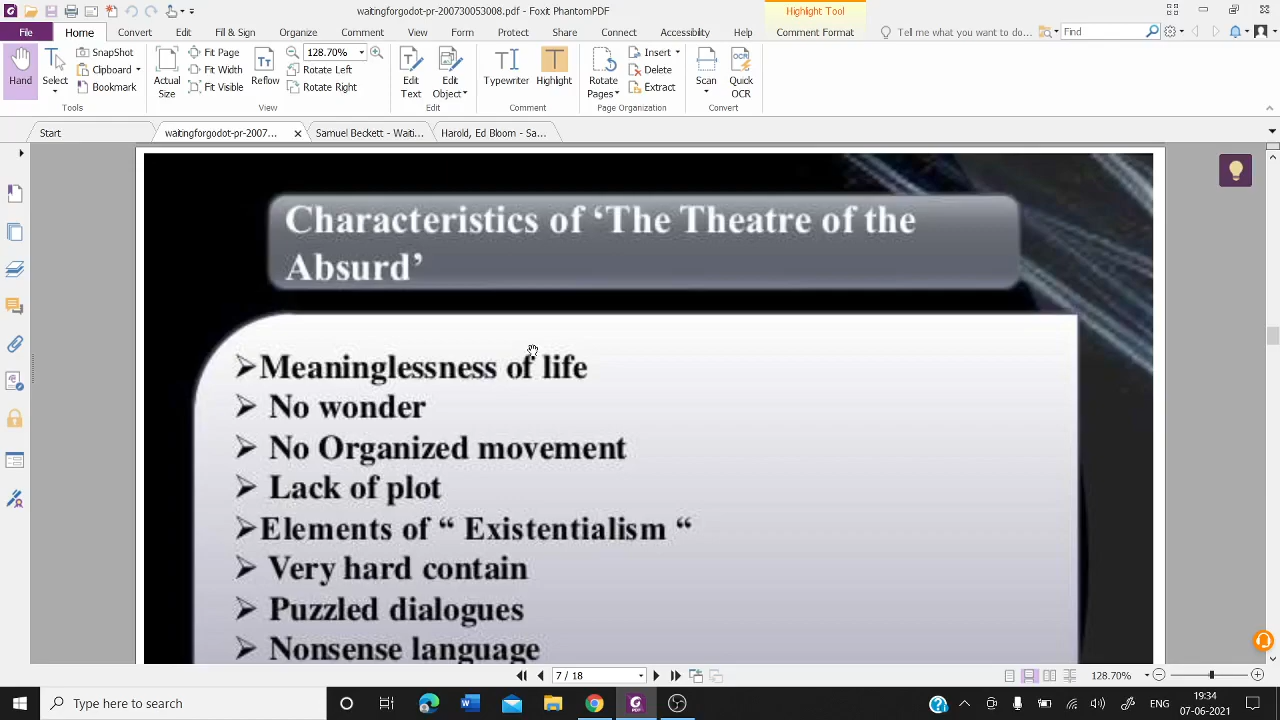 waitingforgodot-pr-200730053008.pdf - Foxit PhantomPDF
Highlight Tool
File Home Convert Edit Fill & Sign Organize Comment View Form Protect Share Connect Accessibility Help Comment Format Tell me what you want to do... Find
Hand
Select
SnapShot
Clipboard
Bookmark
Tools
Actual Size
Fit Page
Fit Width
Fit Visible
Reflow
128.70%
Rotate Left
Rotate Right
View
Edit Text
Edit Object
Edit
Typewriter
Highlight
Comment
Rotate Pages
Insert
Delete
Extract
Page Organization
Scan
Quick OCR
Convert
Start
waitingforgodot-pr-2007...
Samuel Beckett - Waiti...
Harold, Ed Bloom - Sa...
Characteristics of ‘The Theatre of the
Absurd’
Meaninglessness of life
No wonder
No Organized movement
Lack of plot
Elements of “ Existentialism “
Very hard contain
Puzzled dialogues
Nonsense language
7 / 18
128.70%
Type here to search
ENG
19:34
07-06-2021